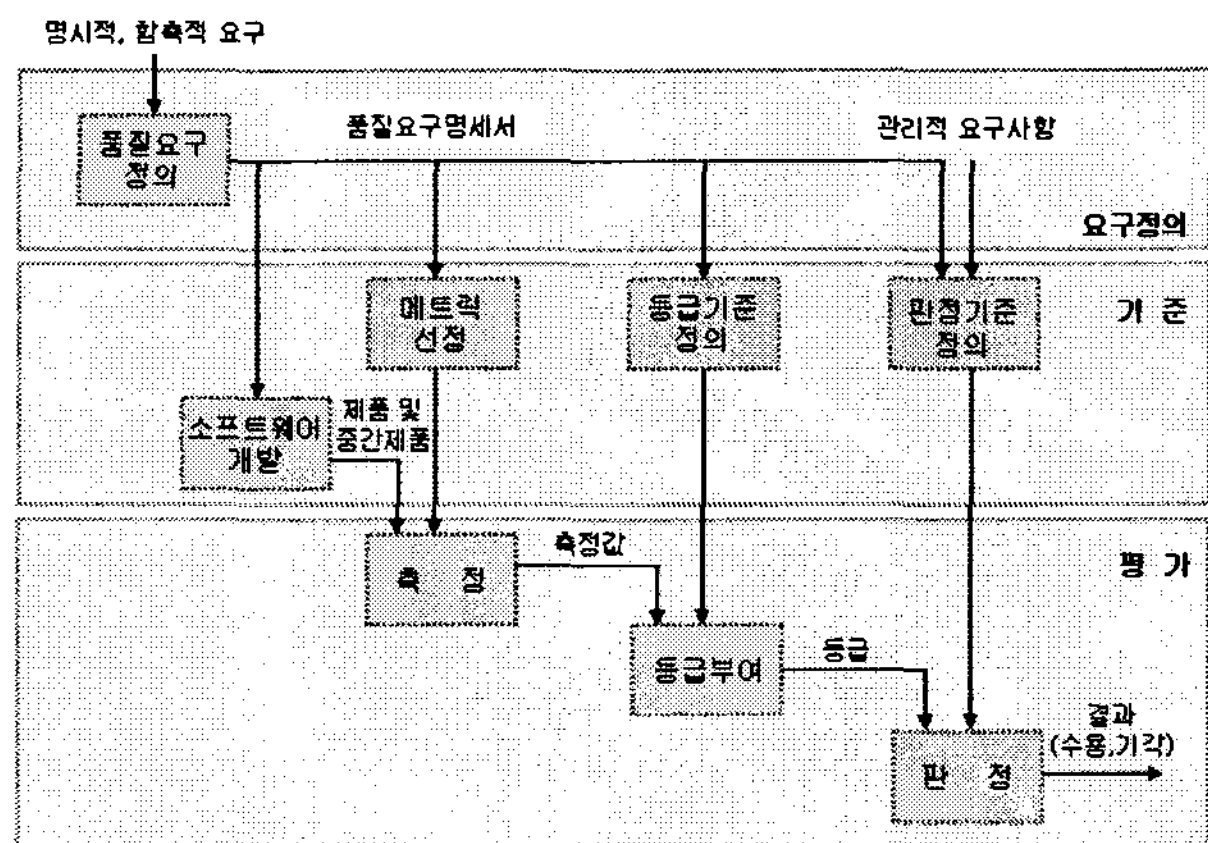 명시적, 함축적 요구
품질요구
정의
품질요구명세서
관리적 요구사항
요구정의
메트릭
선정
등급기준
정의
판정기준
정의
기 준
소프트웨어
개발
제품 및
중간제품
측 정
측정값
평 가
등급부여
등급
판 정
결과
(수용,기각)